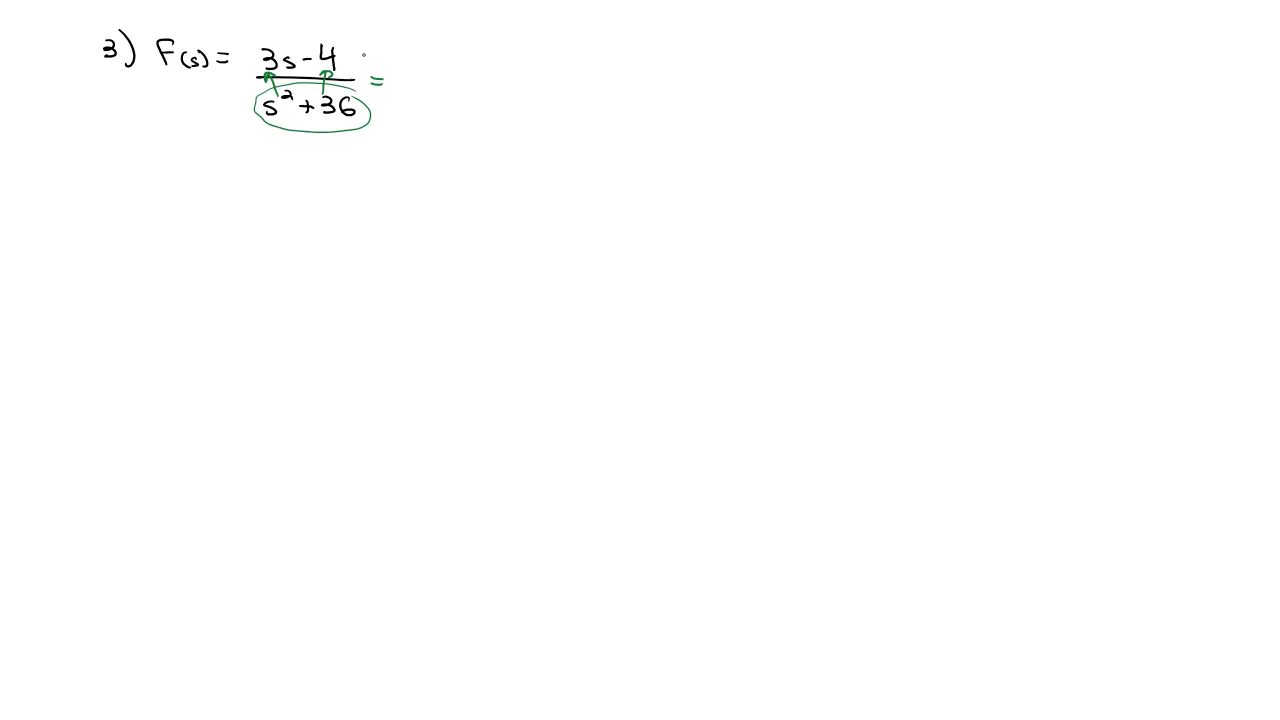 3) F(s) = 3s - 4 =
s² + 36